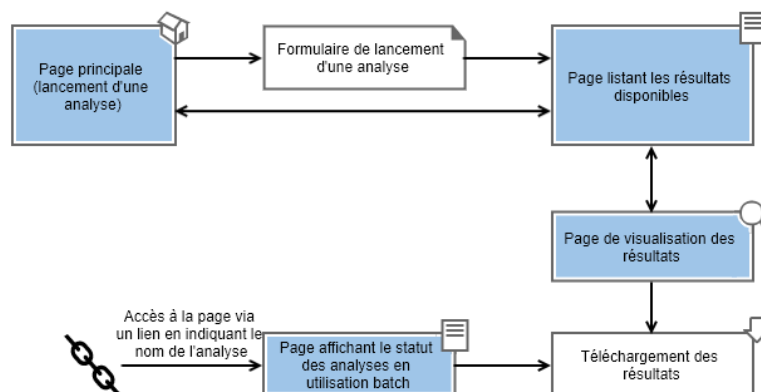 Page principale
(lancement d'une
analyse)
Formulaire de lancement
d'une analyse
Page listant les résultats
disponibles
Page de visualisation des
résultats
Accès à la page via
un lien en indiquant le
nom de l'analyse
Page affichant le statut
des analyses en
utilisation batch
Téléchargement des
résultats